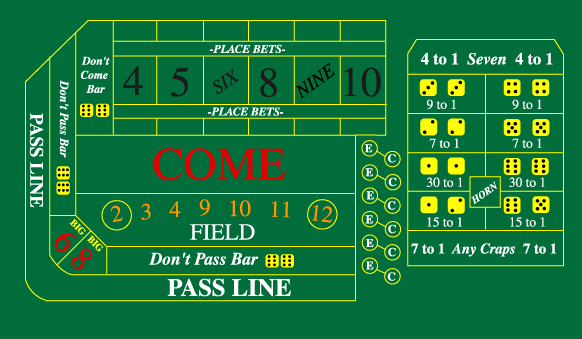 -PLACE BETS-
Don't
Come
Bar
4 5 SIX 8 NINE 10
-PLACE BETS-
Don't Pass Bar
PASS LINE
COME
2 3 4 9 10 11 12
FIELD
BIG 6
BIG 8
Don't Pass Bar
PASS LINE
E C
E C
E C
E C
E C
E C
4 to 1 Seven 4 to 1
9 to 1 9 to 1
7 to 1 7 to 1
30 to 1 30 to 1
HORN
15 to 1 15 to 1
7 to 1 Any Craps 7 to 1